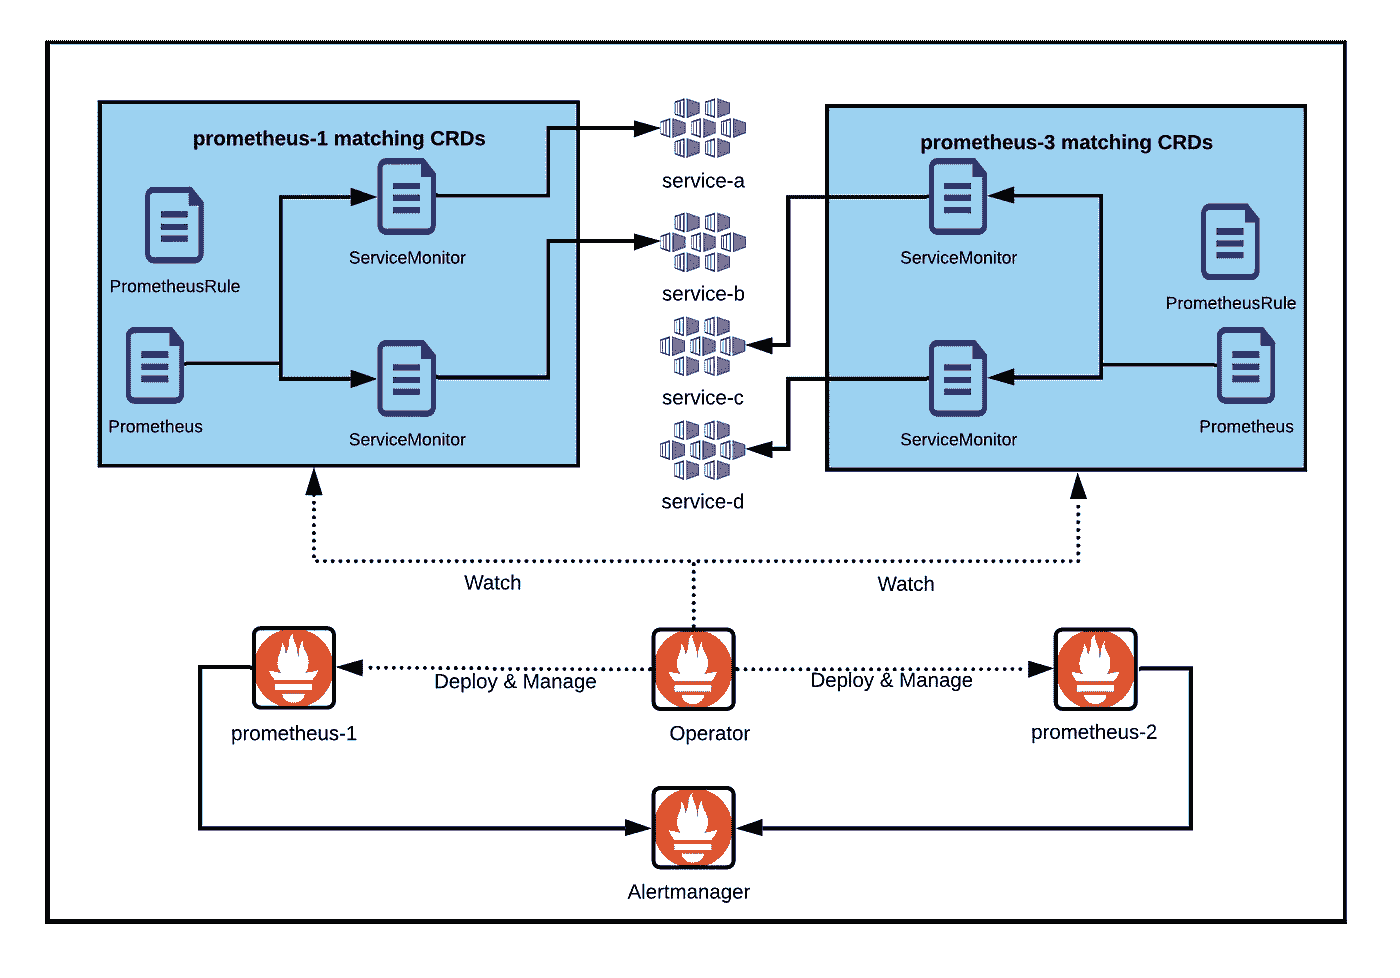 prometheus-1 matching CRDs
PrometheusRule
Prometheus
ServiceMonitor
ServiceMonitor
service-a
service-b
service-c
service-d
prometheus-3 matching CRDs
ServiceMonitor
ServiceMonitor
PrometheusRule
Prometheus
Watch
Watch
prometheus-1
Deploy & Manage
Operator
Deploy & Manage
prometheus-2
Alertmanager